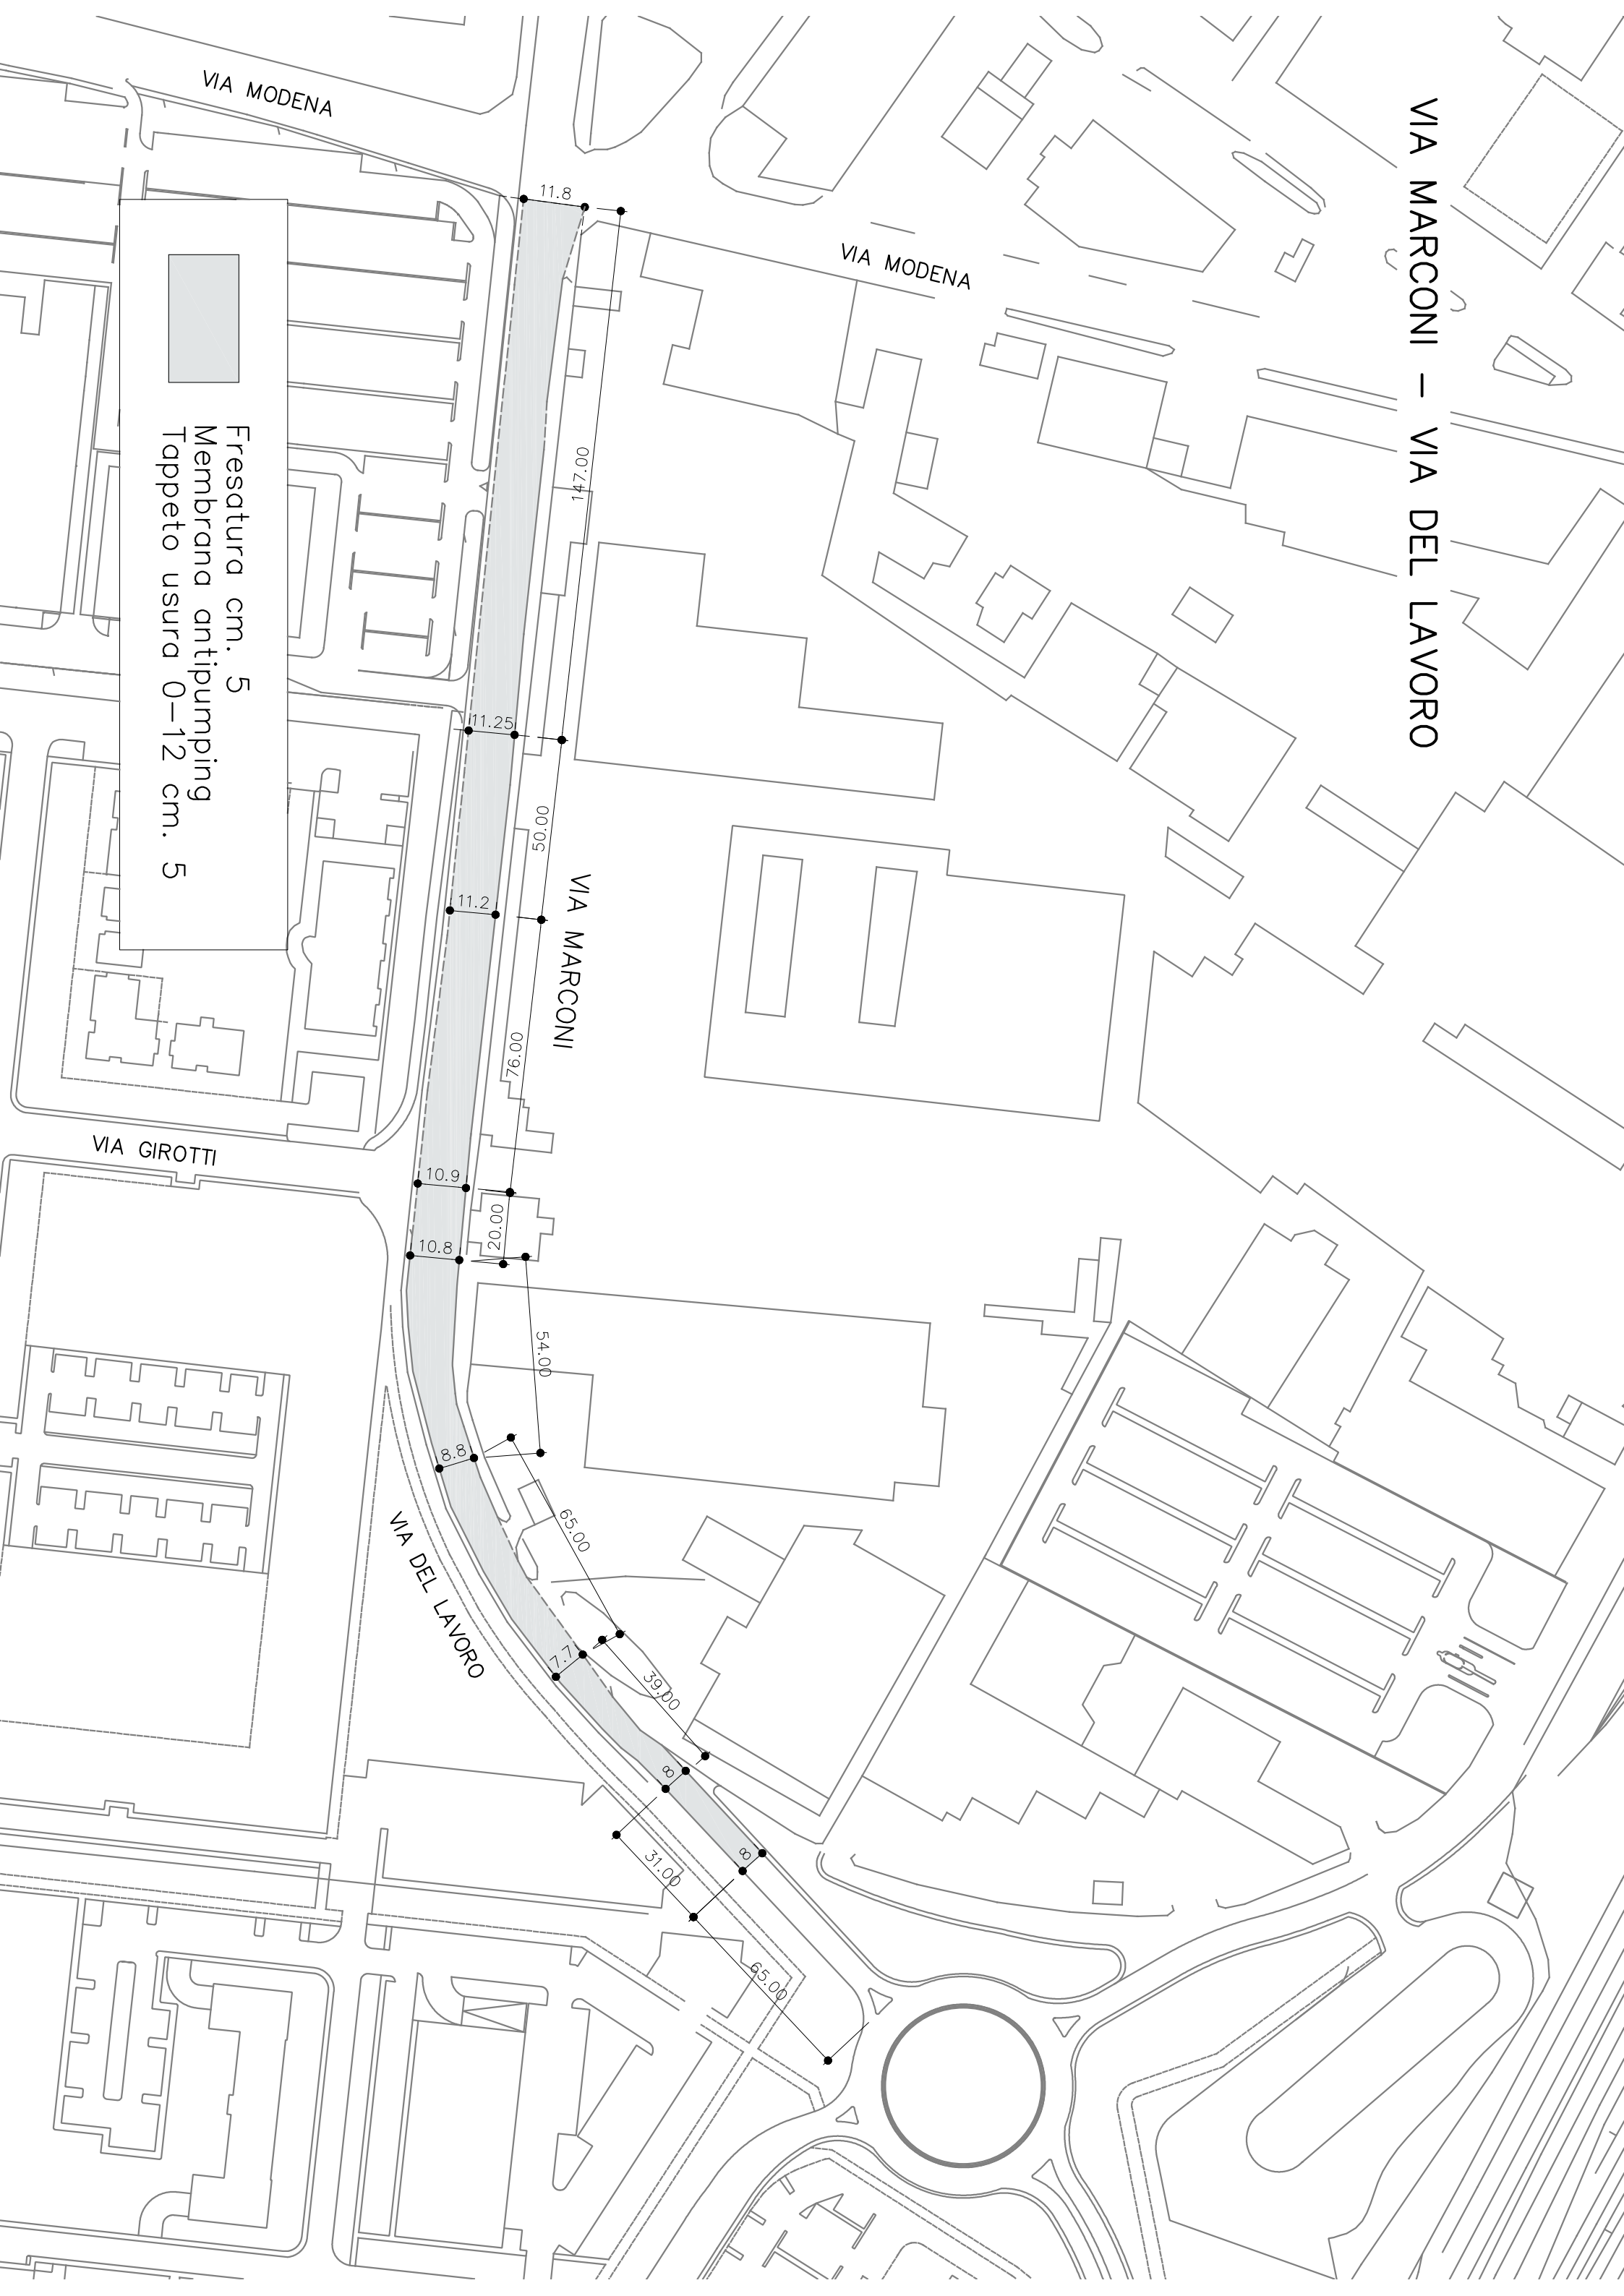 VIA MARCONI – VIA DEL LAVORO
VIA MODENA
VIA MODENA
11.8
147.00
11.25
50.00
11.2
VIA MARCONI
76.00
VIA GIROTTI
10.9
20.00
10.8
54.00
8.8
65.00
VIA DEL LAVORO
7.7
39.00
8
8
31.00
65.00
Fresatura cm. 5
Membrana antipumping
Tappeto usura 0–12 cm. 5